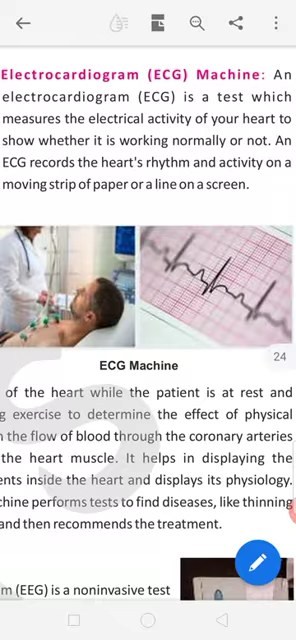 Electrocardiogram (ECG) Machine: An
electrocardiogram (ECG) is a test which
measures the electrical activity of your heart to
show whether it is working normally or not. An
ECG records the heart's rhythm and activity on
a moving strip of paper or a line on a screen.
ECG Machine
24
of the heart while the patient is at rest and
exercise to determine the effect of physical
the flow of blood through the coronary arteries
the heart muscle. It helps in displaying the
inside the heart and displays its physiology.
performs tests to find diseases, like thinning
and then recommends the treatment.
(EEG) is a noninvasive test